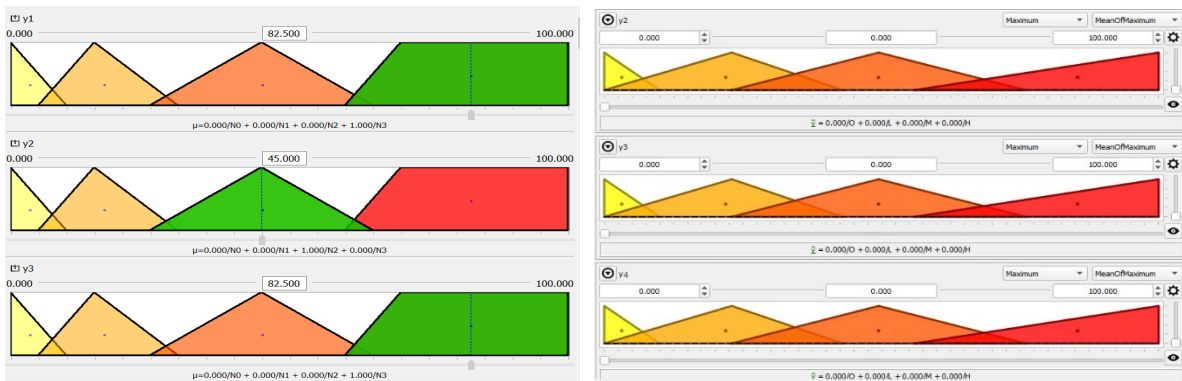 y1
0.000 82.500 100.000
μ=0.000/N0 + 0.000/N1 + 0.000/N2 + 1.000/N3
y2
0.000 45.000 100.000
μ=0.000/N0 + 0.000/N1 + 1.000/N2 + 0.000/N3
y3
0.000 82.500 100.000
μ=0.000/N0 + 0.000/N1 + 0.000/N2 + 1.000/N3
y2 Maximum MeanOfMaximum
0.000 0.000 100.000
ỹ = 0.000/O + 0.000/L + 0.000/M + 0.000/H
y3 Maximum MeanOfMaximum
0.000 0.000 100.000
ỹ = 0.000/O + 0.000/L + 0.000/M + 0.000/H
y4 Maximum MeanOfMaximum
0.000 0.000 100.000
ỹ = 0.000/O + 0.000/L + 0.000/M + 0.000/H